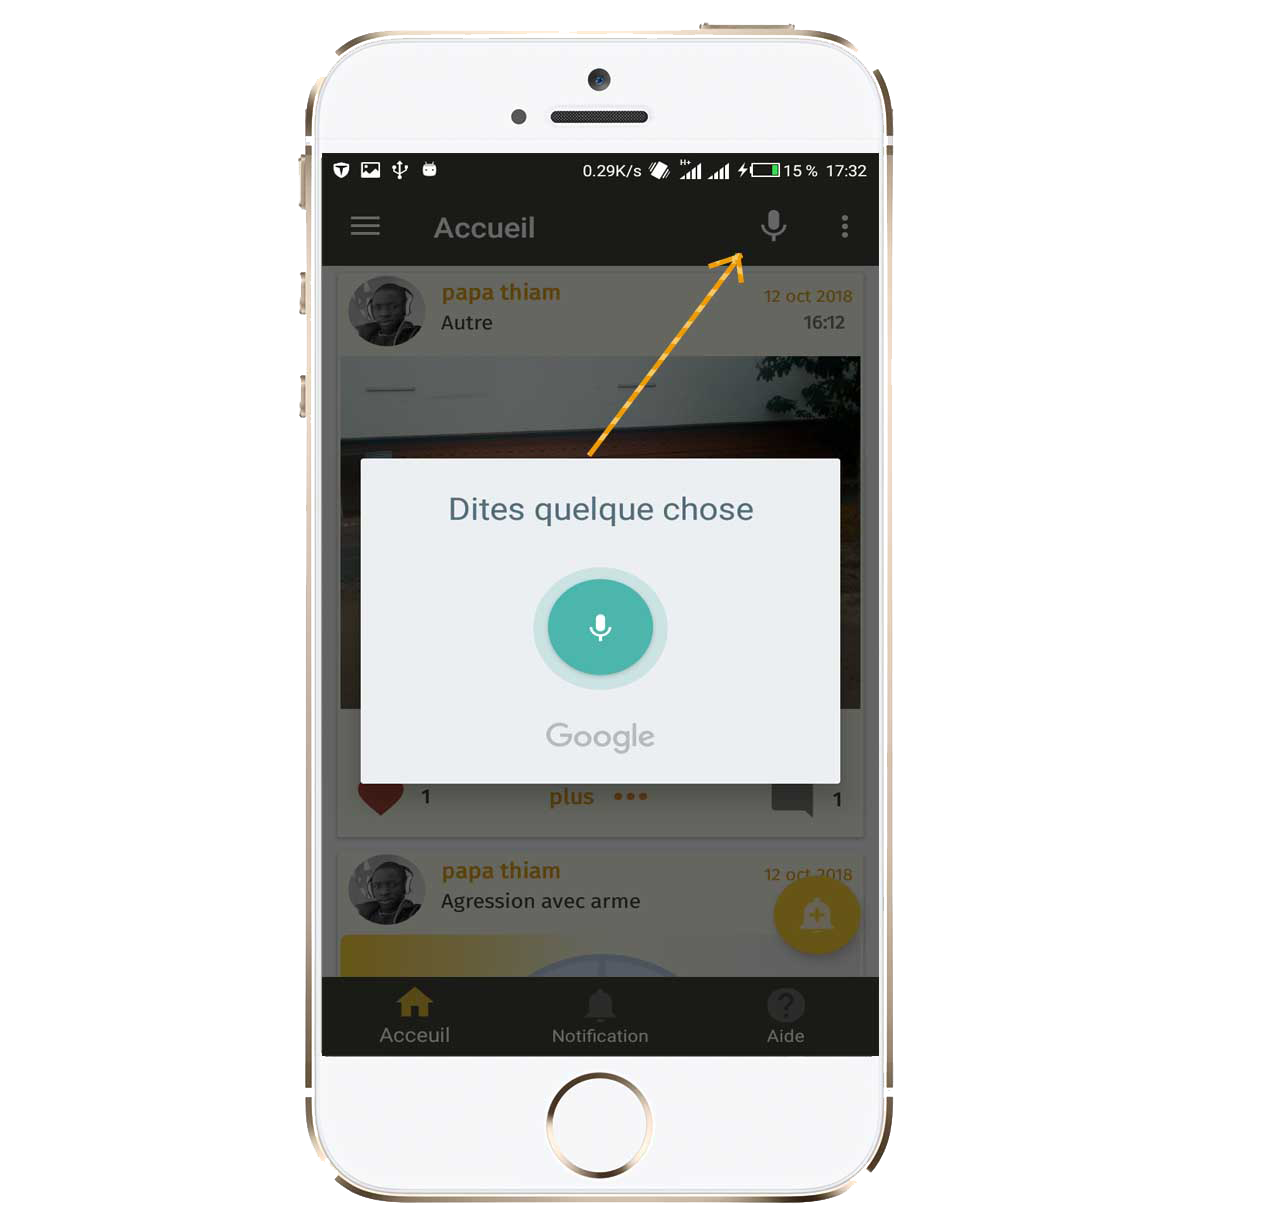 0.29K/s H+ 15 % 17:32
Accueil
papa thiam 12 oct 2018
Autre 16:12
Dites quelque chose
Google
1 plus 1
papa thiam 12 oct 2018
Agression avec arme
Acceuil Notification Aide